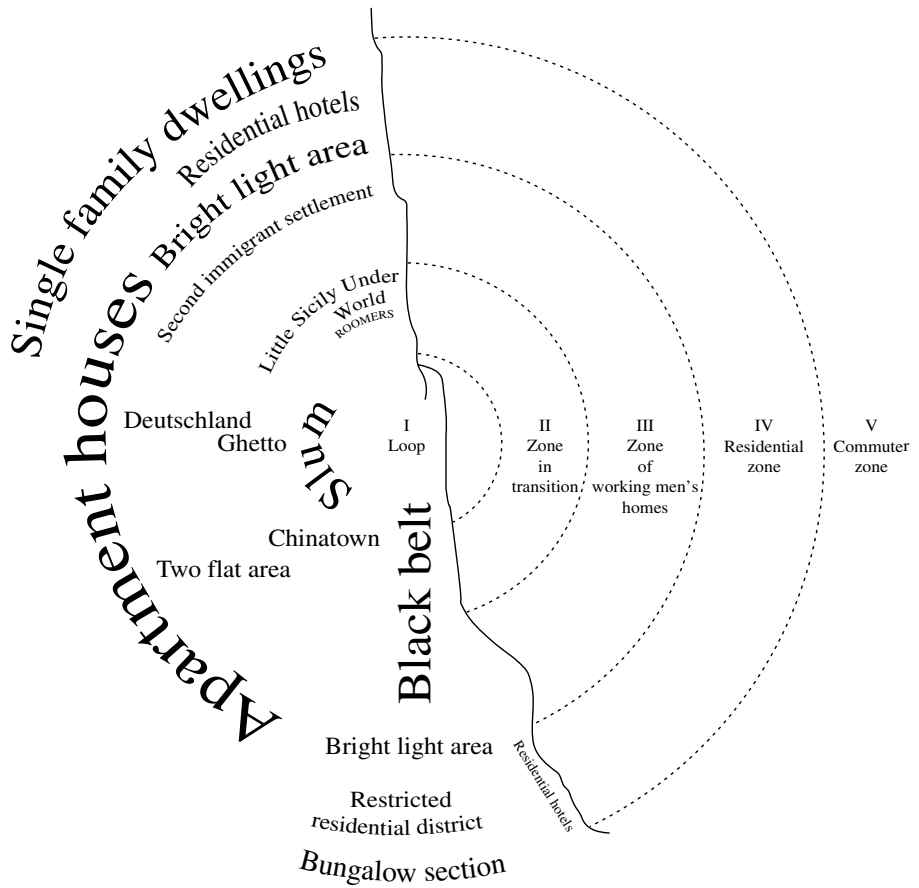 Single family dwellings
Residential hotels
Bright light area
Second immigrant settlement
Little Sicily Under
World
ROOMERS
Apartment houses
Deutschland
Ghetto
Slum
Chinatown
Two flat area
Black belt
I
Loop
II
Zone
in
transition
III
Zone
of
working men's
homes
IV
Residential
zone
V
Commuter
zone
Bright light area
Residential hotels
Restricted
residential district
Bungalow section